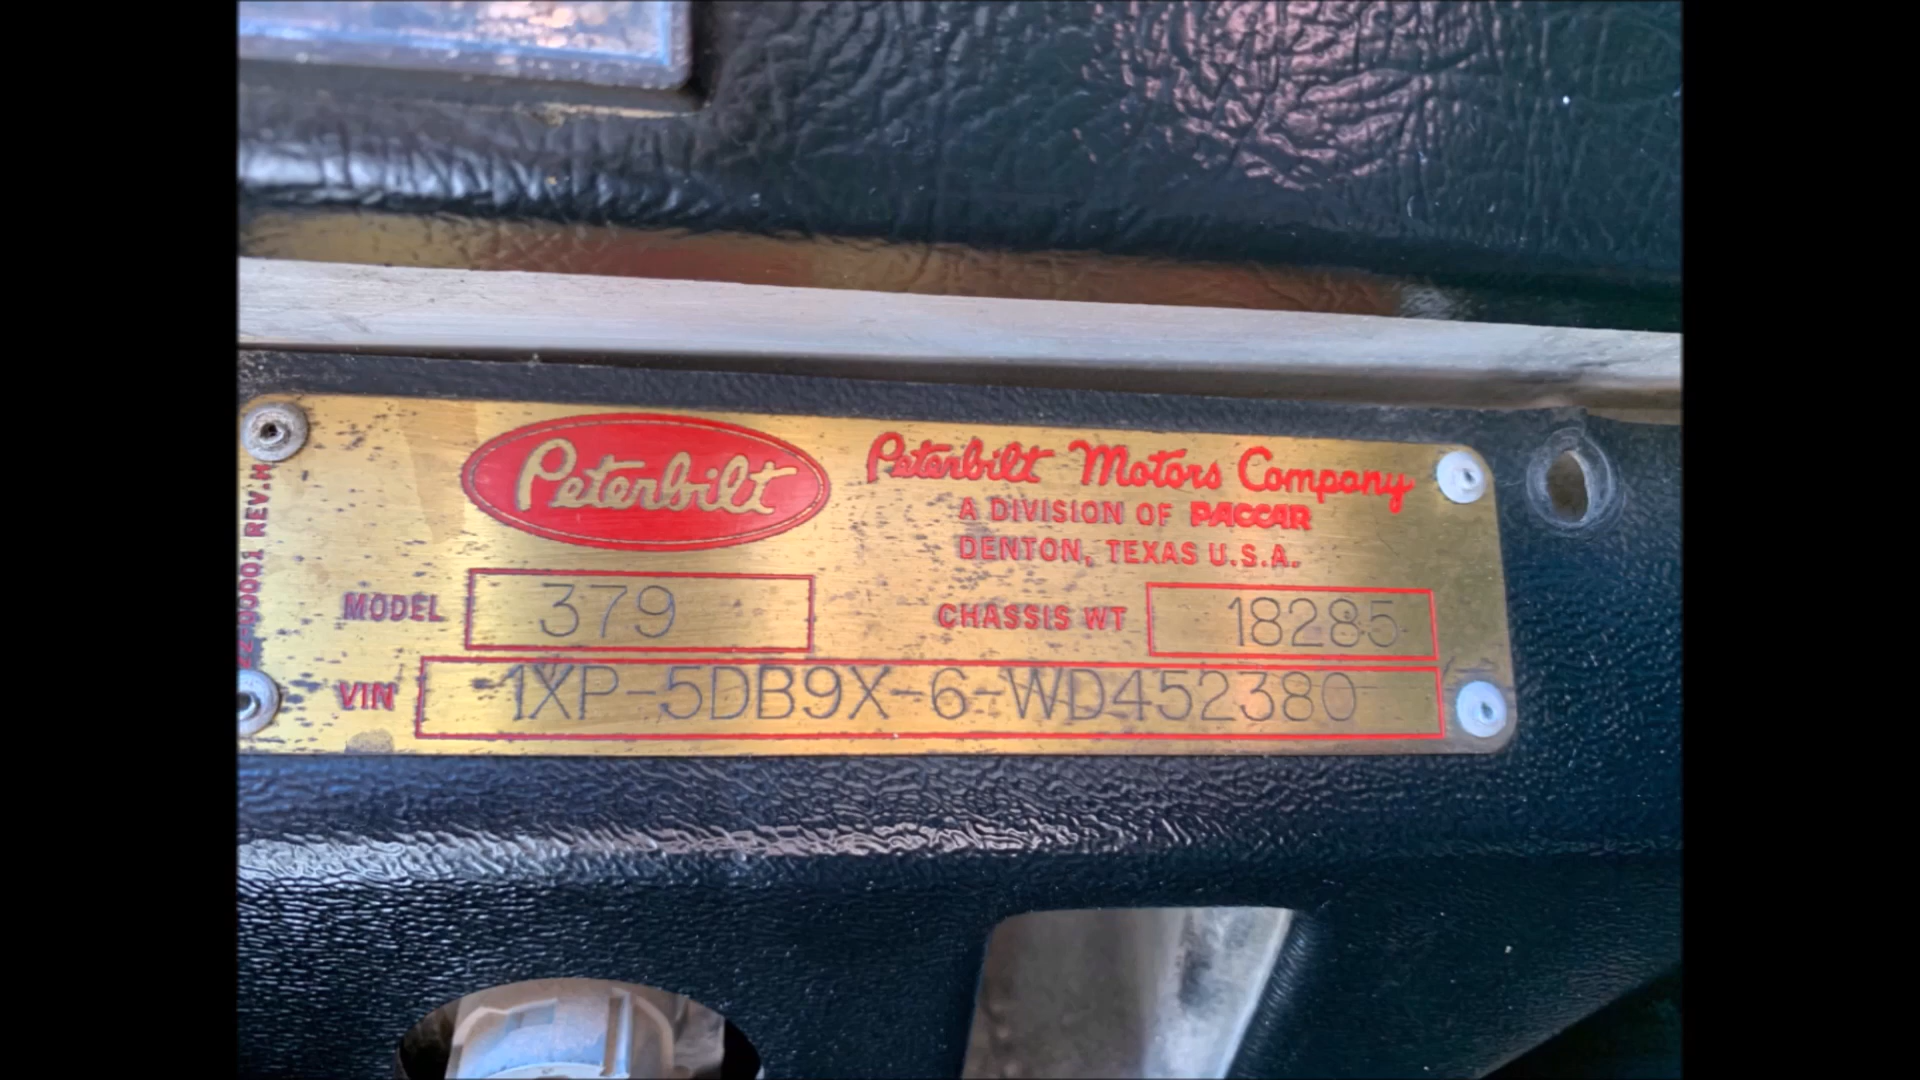 Peterbilt
Peterbilt Motors Company
A DIVISION OF PACCAR
DENTON, TEXAS U.S.A.
MODEL 379
CHASSIS WT 18285
VIN 1XP-5DB9X-6-WD452380
REV.H